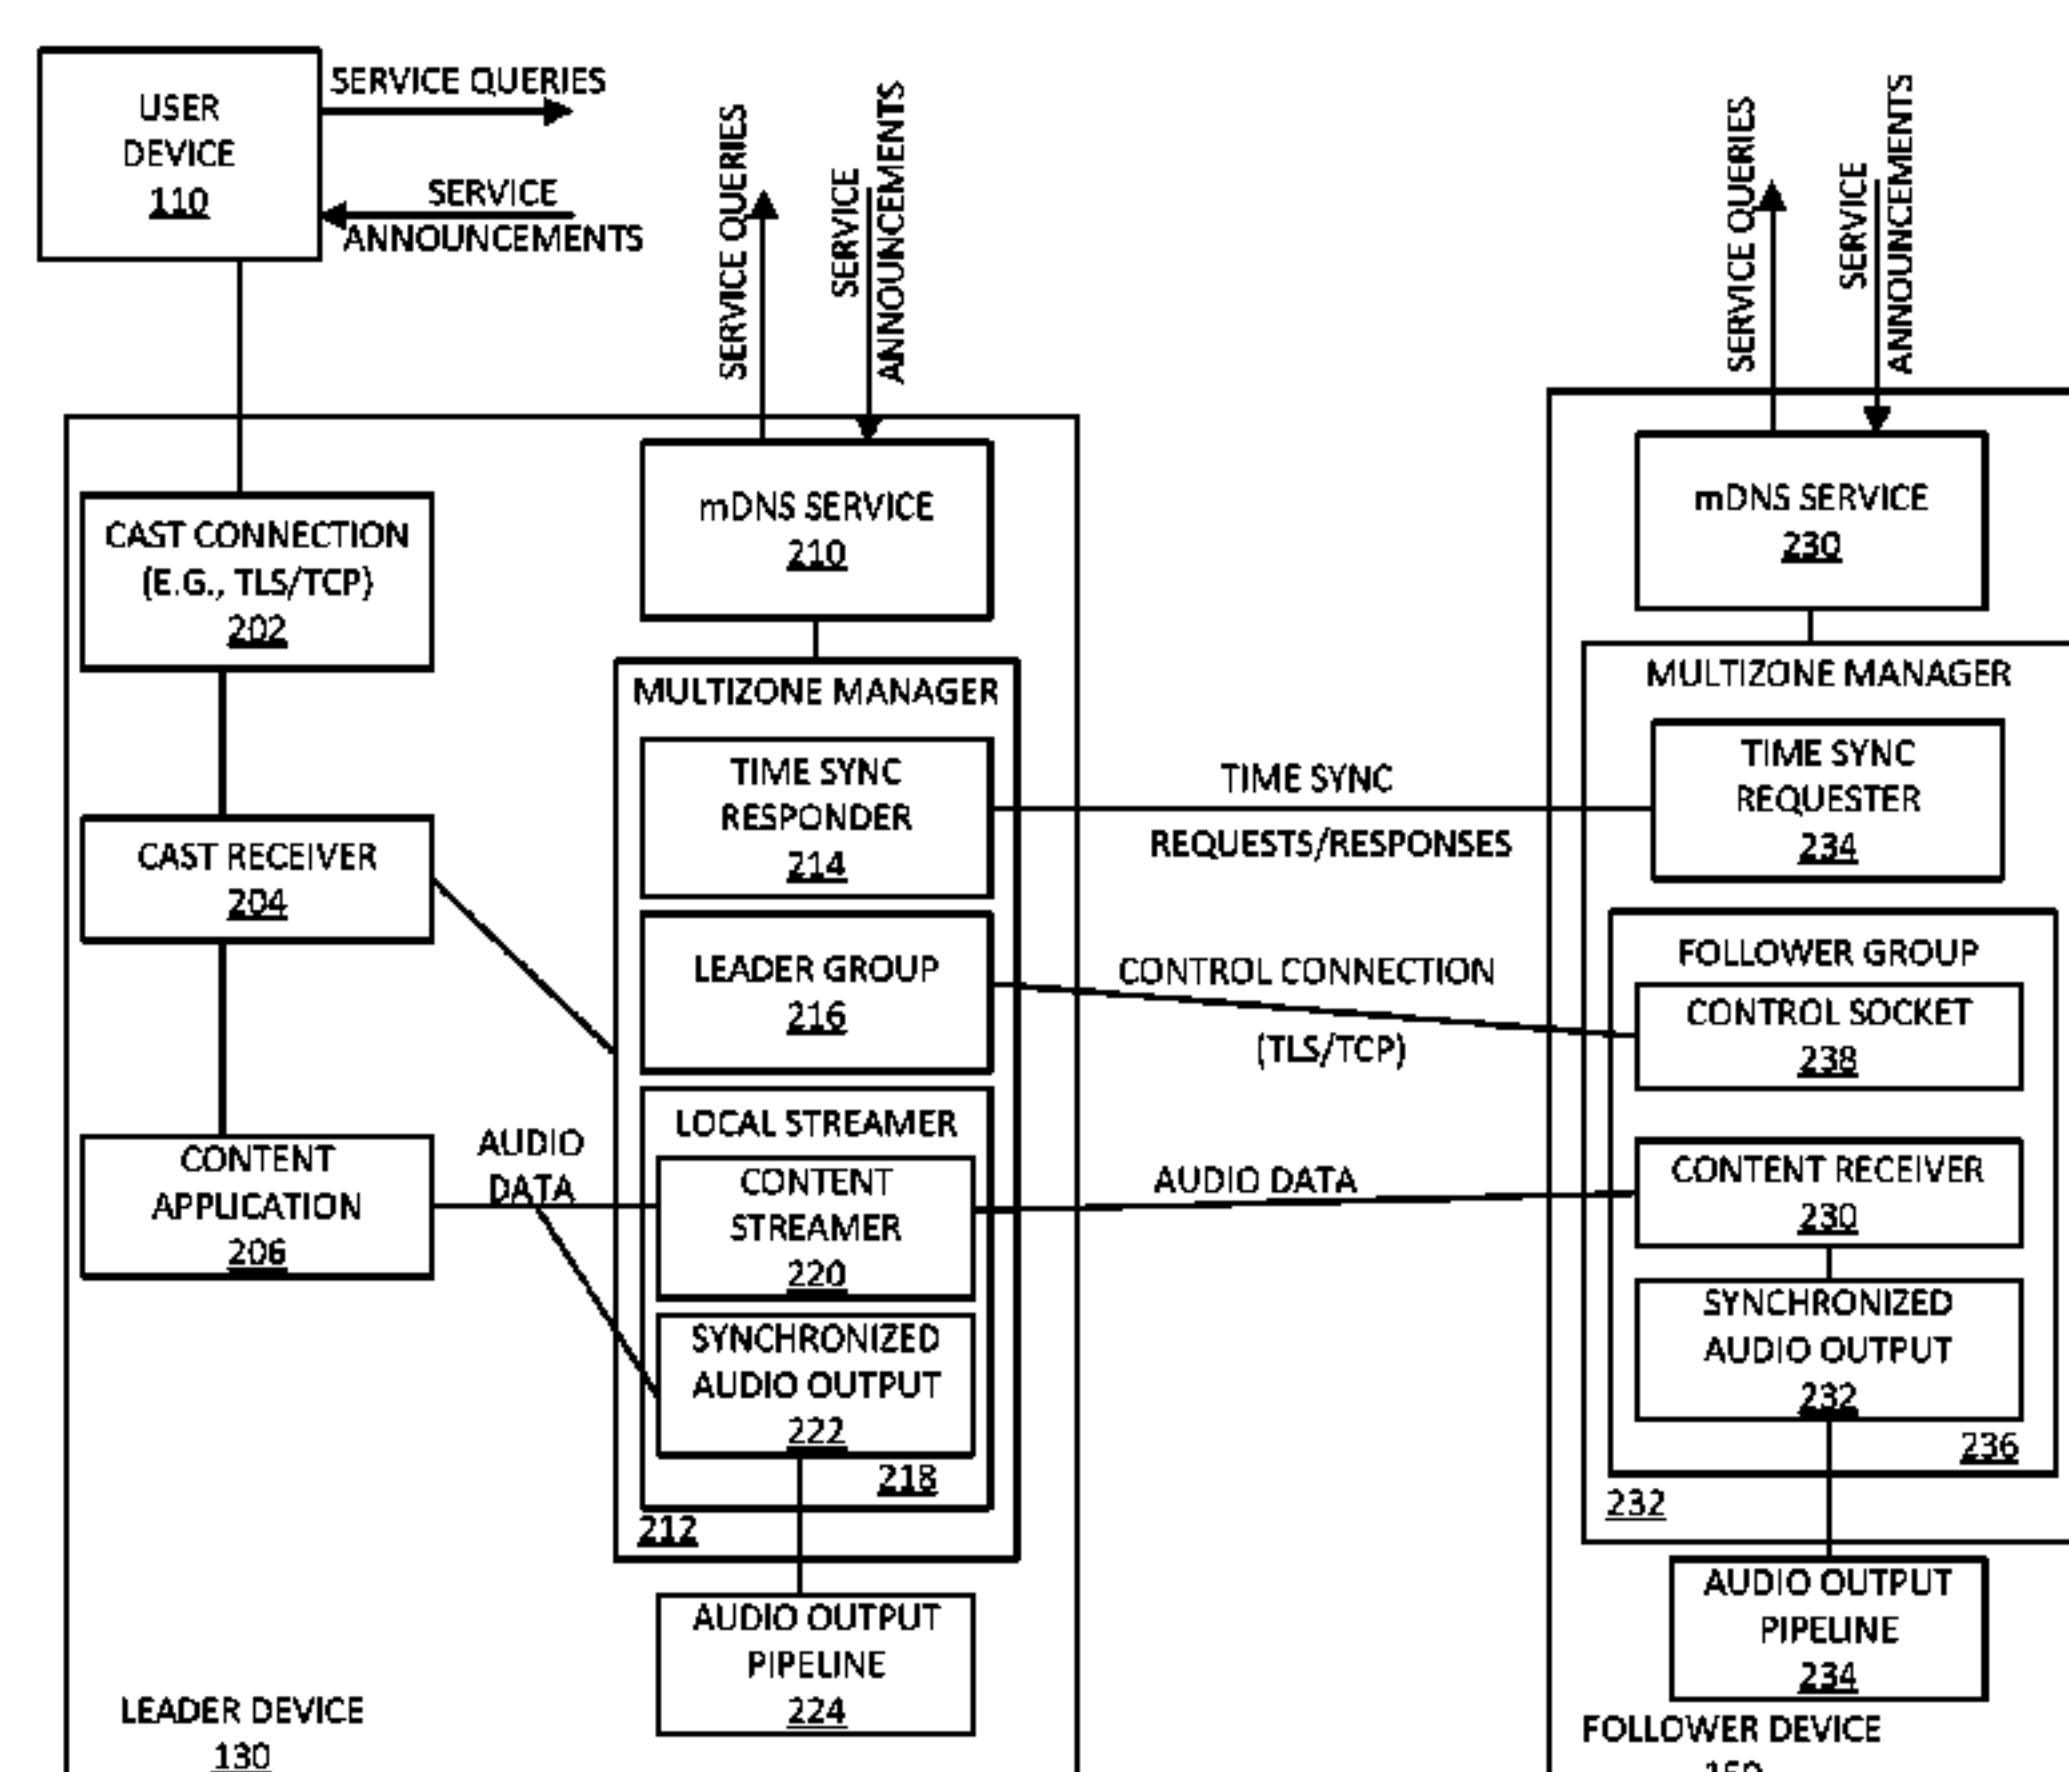 USER
DEVICE
110
SERVICE QUERIES
SERVICE
ANNOUNCEMENTS
SERVICE QUERIES
SERVICE
ANNOUNCEMENTS
SERVICE QUERIES
SERVICE
ANNOUNCEMENTS
CAST CONNECTION
(E.G., TLS/TCP)
202
CAST RECEIVER
204
CONTENT
APPLICATION
206
AUDIO
DATA
mDNS SERVICE
210
MULTIZONE MANAGER
TIME SYNC
RESPONDER
214
LEADER GROUP
216
LOCAL STREAMER
CONTENT
STREAMER
220
SYNCHRONIZED
AUDIO OUTPUT
222
218
212
AUDIO OUTPUT
PIPELINE
224
LEADER DEVICE
130
TIME SYNC
REQUESTS/RESPONSES
CONTROL CONNECTION
(TLS/TCP)
AUDIO DATA
mDNS SERVICE
230
MULTIZONE MANAGER
TIME SYNC
REQUESTER
234
FOLLOWER GROUP
CONTROL SOCKET
238
CONTENT RECEIVER
230
SYNCHRONIZED
AUDIO OUTPUT
232
236
232
AUDIO OUTPUT
PIPELINE
234
FOLLOWER DEVICE